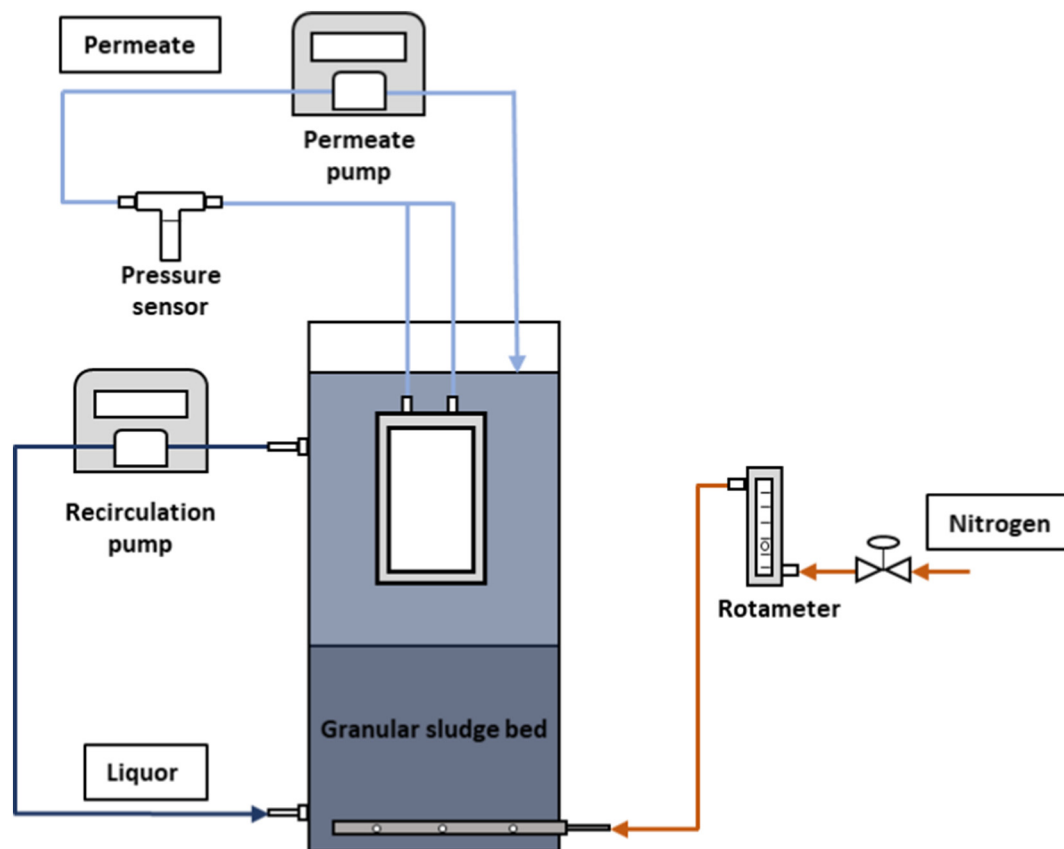 Permeate
Permeate
pump
Pressure
sensor
Recirculation
pump
Nitrogen
Rotameter
Granular sludge bed
Liquor